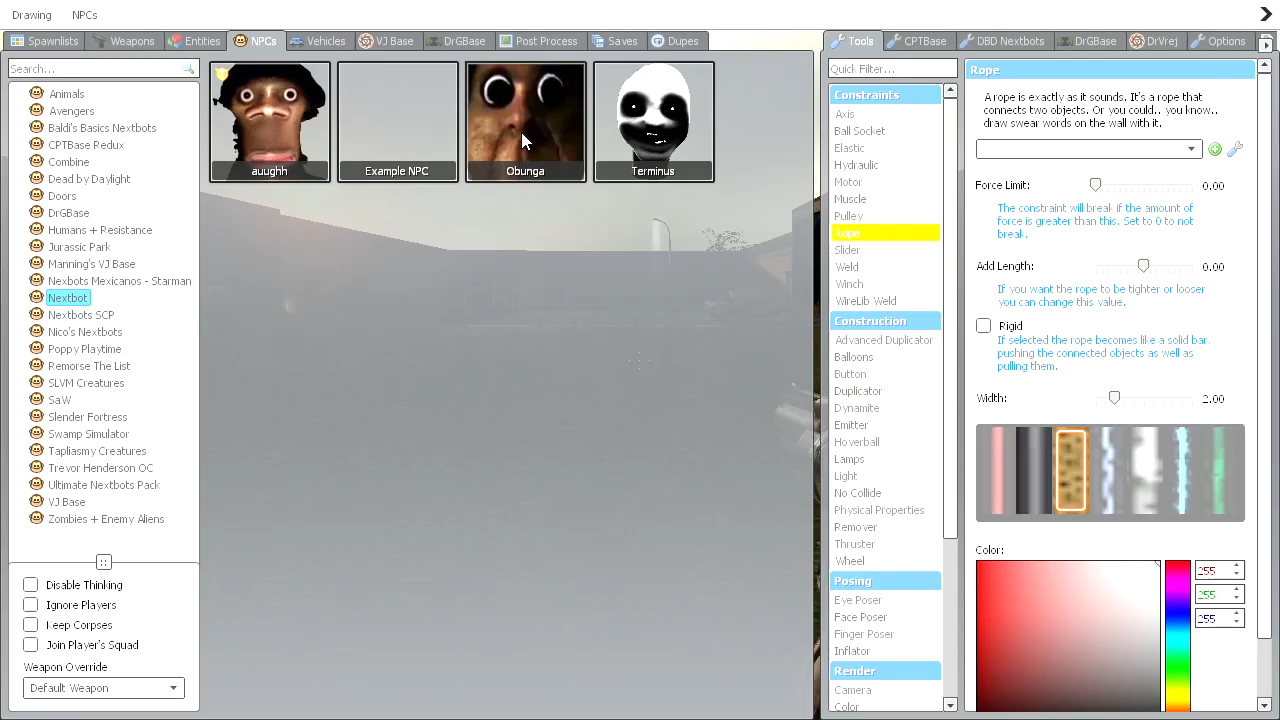 Drawing NPCs
Spawnlists Weapons Entities NPCs Vehicles VJ Base DrGBase Post Process Saves Dupes
Search...
Animals
Avengers
Baldi's Basics Nextbots
CPTBase Redux
Combine
Dead by Daylight
Doors
DrGBase
Humans + Resistance
Jurassic Park
Manning's VJ Base
Nexbots Mexicanos - Starman
Nextbot
Nextbots SCP
Nico's Nextbots
Poppy Playtime
Remorse The List
SLVM Creatures
SaW
Slender Fortress
Swamp Simulator
Tapliasmy Creatures
Trevor Henderson OC
Ultimate Nextbots Pack
VJ Base
Zombies + Enemy Aliens
Disable Thinking
Ignore Players
Keep Corpses
Join Player's Squad
Weapon Override
Default Weapon
auughh
Example NPC
Obunga
Terminus
Tools CPTBase DBD Nextbots DrGBase DrVrej Options
Quick Filter...
Constraints
Axis
Ball Socket
Elastic
Hydraulic
Motor
Muscle
Pulley
Rope
Slider
Weld
Winch
WireLib Weld
Construction
Advanced Duplicator
Balloons
Button
Duplicator
Dynamite
Emitter
Hoverball
Lamps
Light
No Collide
Physical Properties
Remover
Thruster
Wheel
Posing
Eye Poser
Face Poser
Finger Poser
Inflator
Render
Camera
Color
Rope
A rope is exactly as it sounds. It's a rope that
connects two objects. Or you could.. you know..
draw swear words on the wall with it.
Force Limit: 0.00
The constraint will break if the amount of
force is greater than this. Set to 0 to not
break.
Add Length: 0.00
If you want the rope to be tighter or looser
you can change this value.
Rigid
If selected the rope becomes like a solid bar,
pushing the connected objects as well as
pulling them.
Width: 2.00
Color:
255
255
255